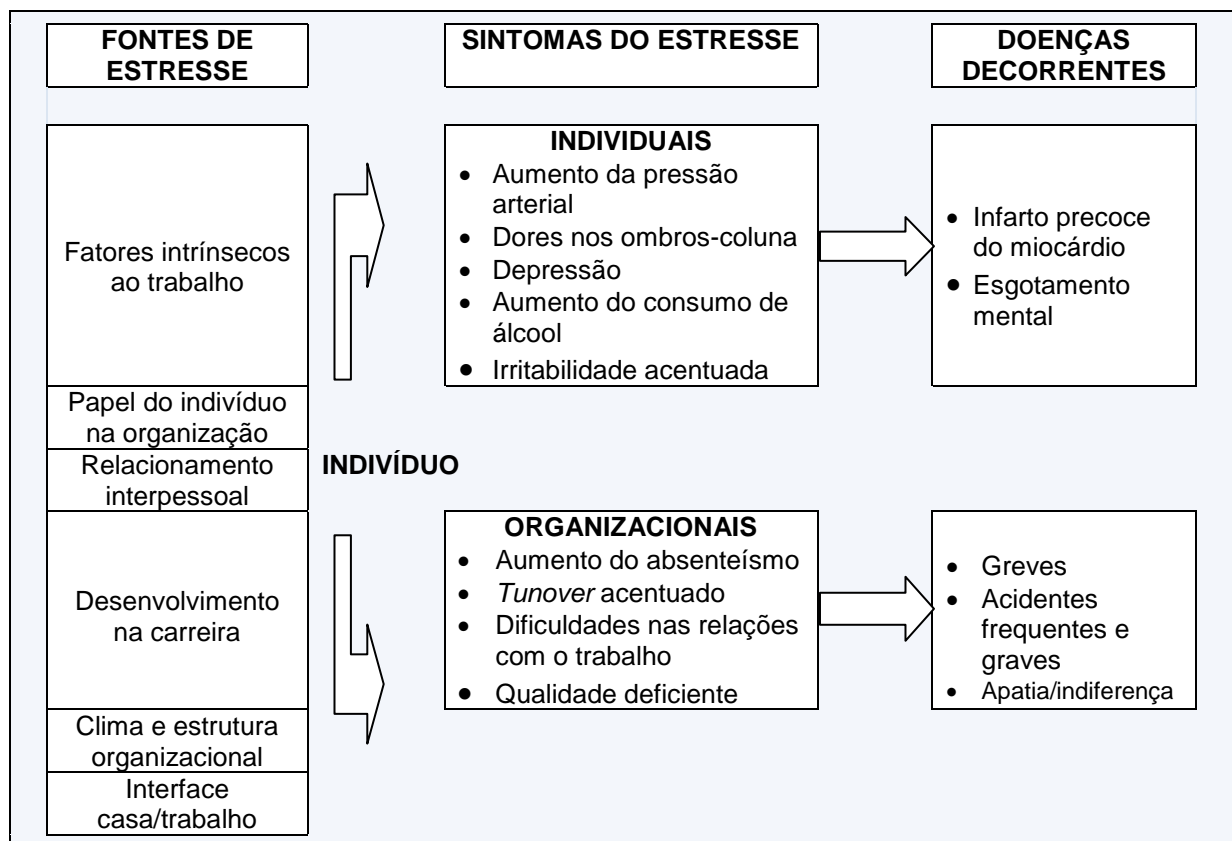 FONTES DE
ESTRESSE
SINTOMAS DO ESTRESSE
DOENÇAS
DECORRENTES
Fatores intrínsecos
ao trabalho
INDIVIDUAIS
• Aumento da pressão
arterial
• Dores nos ombros-coluna
• Depressão
• Aumento do consumo de
álcool
• Irritabilidade acentuada
• Infarto precoce
do miocárdio
• Esgotamento
mental
Papel do indivíduo
na organização
Relacionamento
interpessoal
INDIVÍDUO
Desenvolvimento
na carreira
ORGANIZACIONAIS
• Aumento do absenteísmo
• Tunover acentuado
• Dificuldades nas relações
com o trabalho
• Qualidade deficiente
• Greves
• Acidentes
frequentes e
graves
• Apatia/indiferença
Clima e estrutura
organizacional
Interface
casa/trabalho